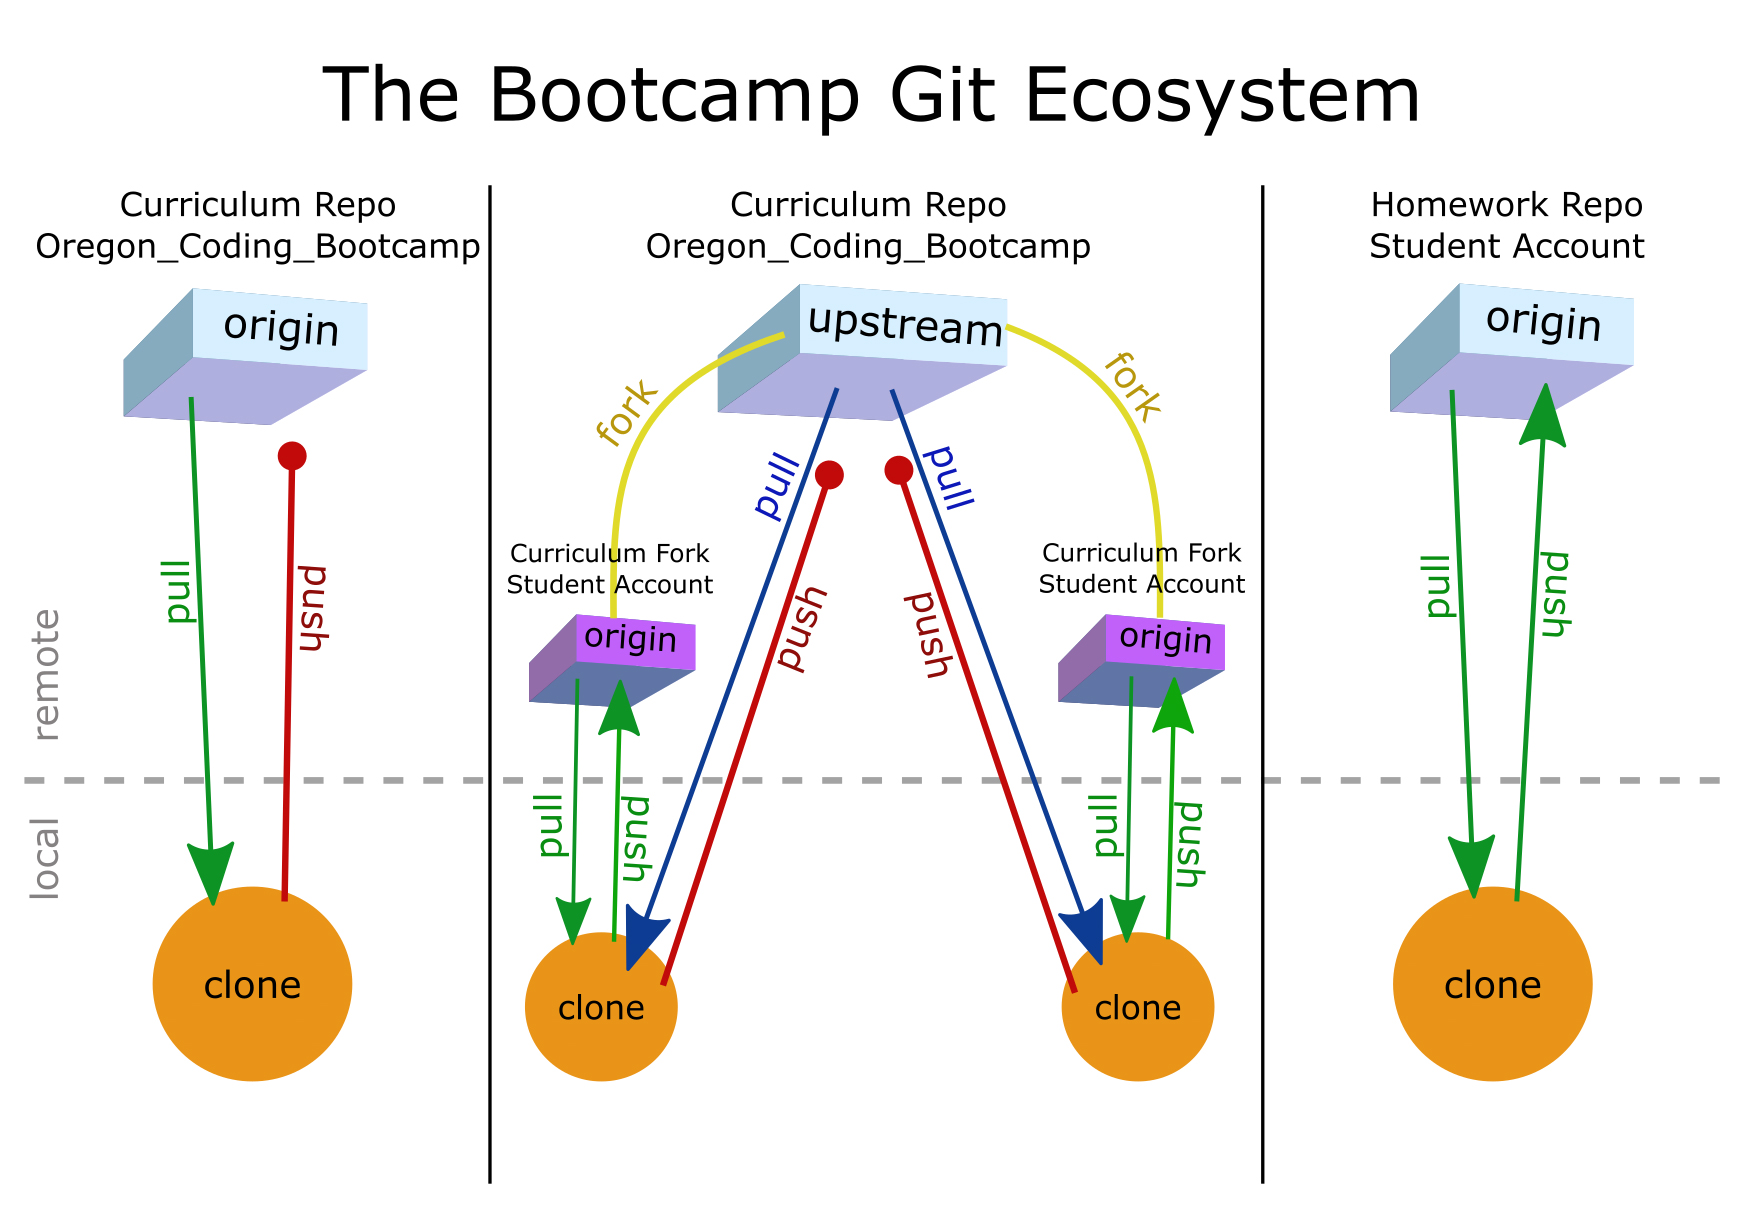 The Bootcamp Git Ecosystem
Curriculum Repo
Oregon_Coding_Bootcamp
origin
pull
push
remote
local
clone
Curriculum Repo
Oregon_Coding_Bootcamp
upstream
fork
fork
pull
pull
Curriculum Fork
Student Account
Curriculum Fork
Student Account
push
push
origin
origin
pull
push
pull
push
clone
clone
Homework Repo
Student Account
origin
pull
push
clone